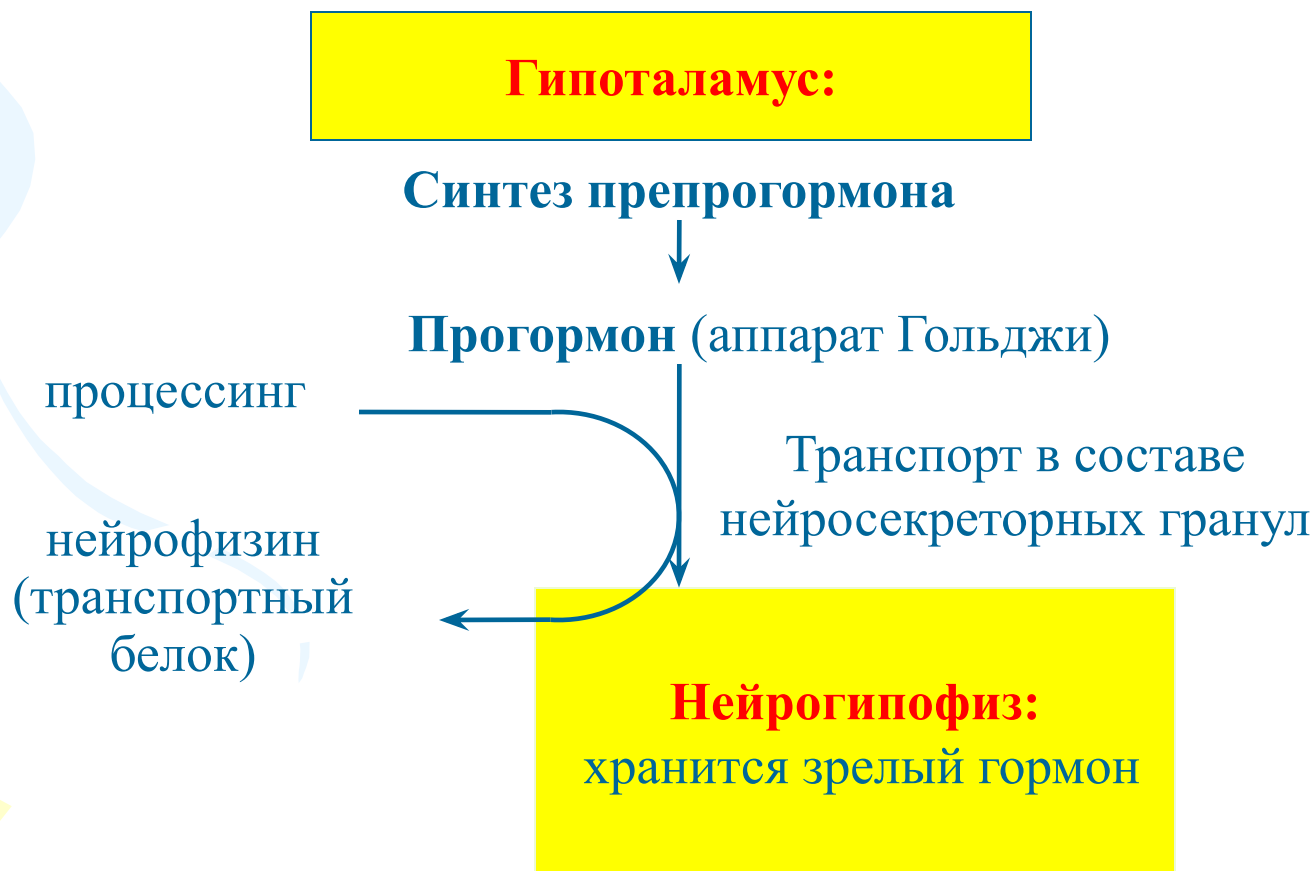 Гипоталамус:
Синтез препрогормона
Прогормон (аппарат Гольджи)
процессинг
Транспорт в составе
нейросекреторных гранул
нейрофизин
(транспортный
белок)
Нейрогипофиз:
хранится зрелый гормон